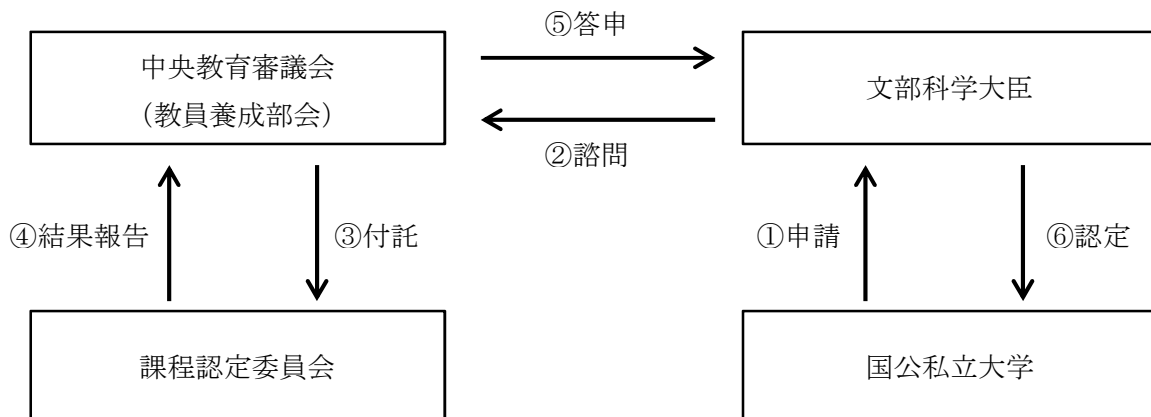 ⑤答申
中央教育審議会
（教員養成部会）
文部科学大臣
②諮問
④結果報告
③付託
①申請
⑥認定
課程認定委員会
国公私立大学